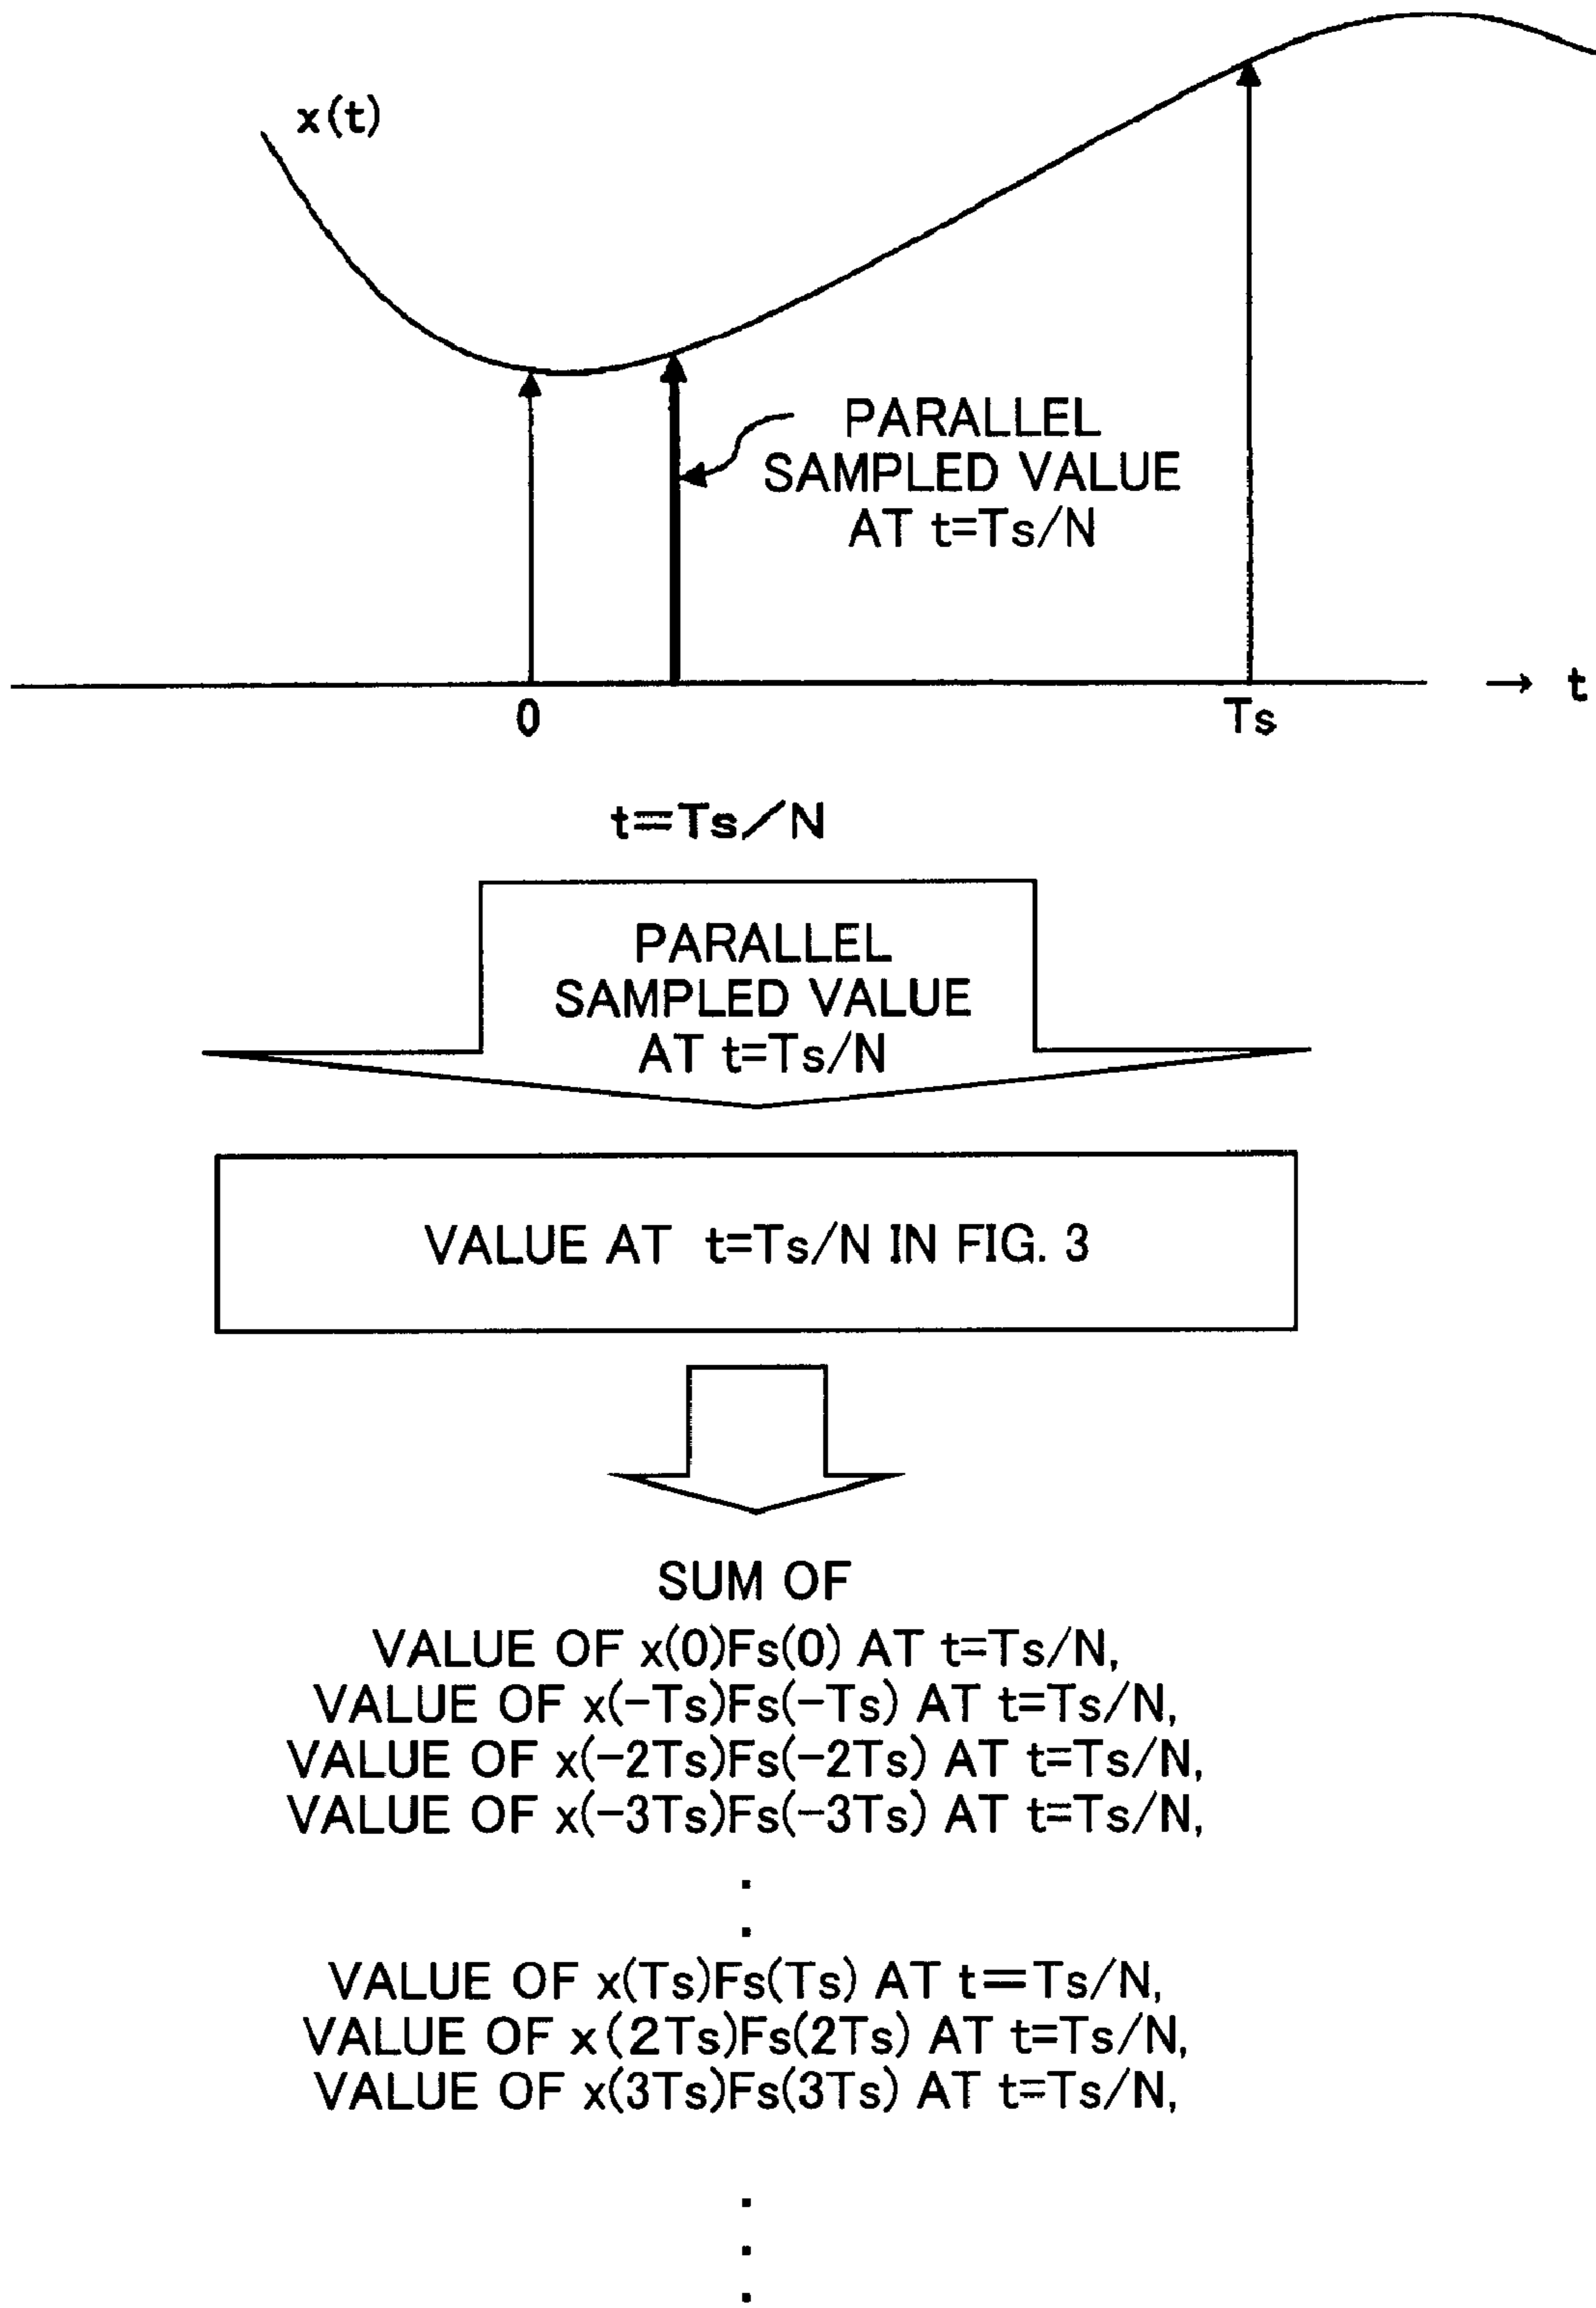 x(t)
PARALLEL
SAMPLED VALUE
AT t=Ts/N
→ t
0
Ts
t=Ts/N
PARALLEL
SAMPLED VALUE
AT t=Ts/N
VALUE AT t=Ts/N IN FIG. 3
SUM OF
VALUE OF x(0)Fs(0) AT t=Ts/N,
VALUE OF x(-Ts)Fs(-Ts) AT t=Ts/N,
VALUE OF x(-2Ts)Fs(-2Ts) AT t=Ts/N,
VALUE OF x(-3Ts)Fs(-3Ts) AT t=Ts/N,
.
.
VALUE OF x(Ts)Fs(Ts) AT t=Ts/N,
VALUE OF x(2Ts)Fs(2Ts) AT t=Ts/N,
VALUE OF x(3Ts)Fs(3Ts) AT t=Ts/N,
.
.
.